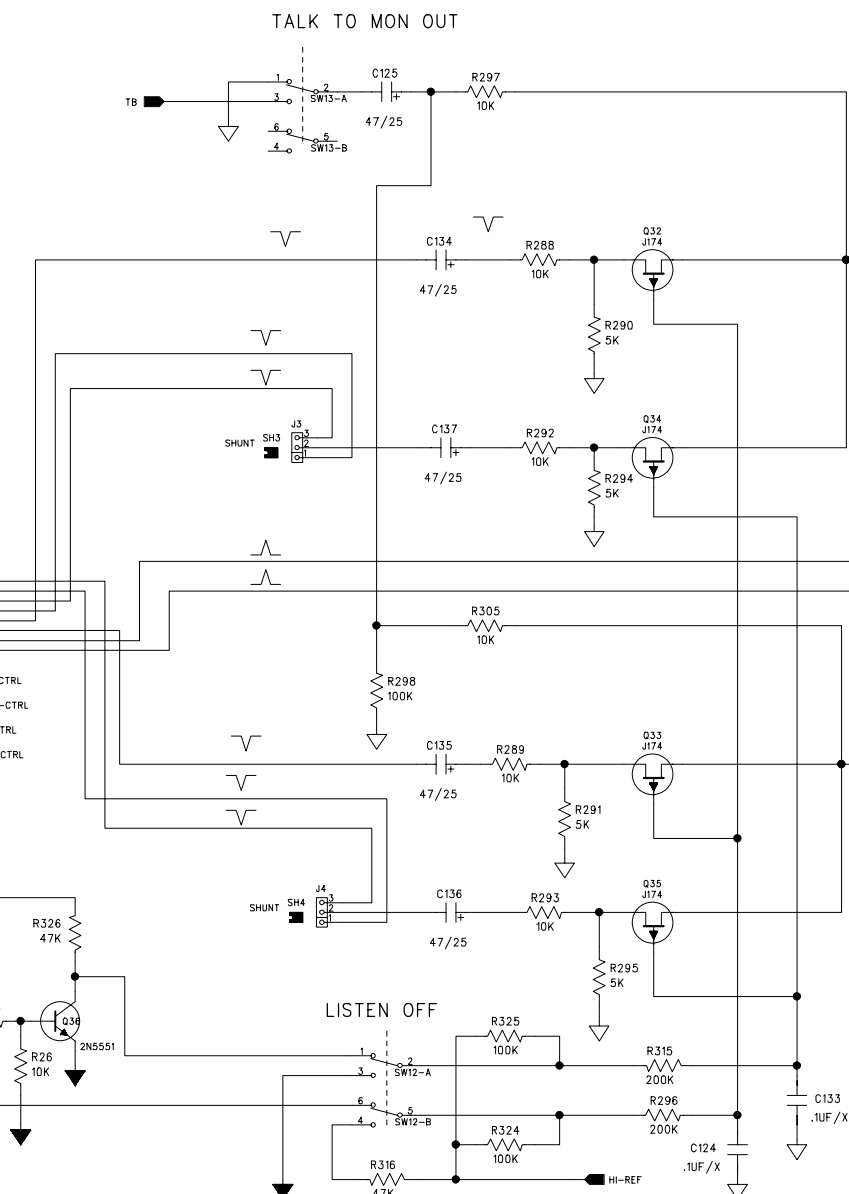 TALK TO MON OUT
TB
1
3
2
SW13-A
6
4
5
SW13-B
C125
+
47/25
R297
10K
C134
+
47/25
R288
10K
Q32
J174
R290
5K
J3
SHUNT SH3
3
2
1
C137
+
47/25
R292
10K
Q34
J174
R294
5K
R305
10K
CTRL
-CTRL
TRL
CTRL
R298
100K
C135
+
47/25
R289
10K
Q33
J174
R291
5K
J4
SHUNT SH4
3
2
1
C136
+
47/25
R293
10K
Q35
J174
R295
5K
R326
47K
Q36
2N5551
R26
10K
LISTEN OFF
1
3
2
SW12-A
6
4
5
SW12-B
R325
100K
R315
200K
R296
200K
R324
100K
C133
.1UF/X
C124
.1UF/X
R316
47K
HI-REF